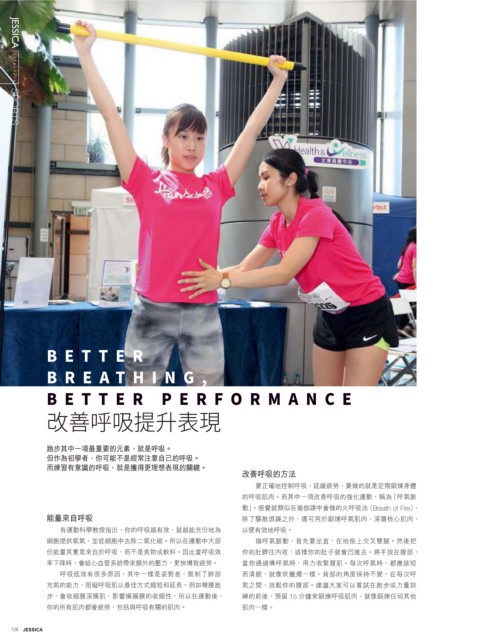 JESSICA
Health & Wellness
BETTER
BREATHING,
BETTER PERFORMANCE
改善呼吸提升表現
跑步其中一項最重要的元素，就是呼吸。
但作為初學者，你可能不是經常注意自己的呼吸。
而練習有意識的呼吸，就是獲得更理想表現的關鍵。
能量來自呼吸
有運動科學教授指出，你的呼吸越有效，就越能充份地為
細胞提供氧氣，並從細胞中去除二氧化碳。所以在運動中大部
份能量其實是來自於呼吸，而不是食物或飲料。因此當呼吸效
率下降時，會給心血管系統帶來額外的壓力，更快導致疲勞。
呼吸低效有很多原因，其中一樣是姿勢差，限制了肺部
充氣的能力，阻礙呼吸肌以最佳方式縮短和延長。例如彎腰跑
步，會收縮腹深橫肌，影響橫膈膜的收縮性，所以在運動後，
你的所有肌肉都會疲勞，包括與呼吸有關的肌肉。
改善呼吸的方法
要正確地控制呼吸，延緩疲勞，要做的就是定期鍛煉身體
的呼吸肌肉。而其中一項改善呼吸的強化運動，稱為「呼氣脈
動」。感覺就類似在瑜伽課中會做的火呼吸法（Breath of Fire），
除了驅散頭躁之外，還可用於鍛煉呼氣肌肉、深層核心肌肉，
以便有效地呼吸。
做呼氣脈動，首先要坐直，在地板上交叉雙腿。然後把
你的肚臍往內收，這樣你的肚子就會凹進去。將手放在腹部，
當你通過嘴呼氣時，用力收緊腹肌。每次呼氣時，都應該短
而清脆，就像吹蠟燭一樣。背部的角度保持不變，在每次呼
氣之間，放鬆你的腰部。建議大家可以嘗試在跑步或力量訓
練的前後，預留 15 分鐘來鍛煉呼吸肌肉，就像鍛煉任何其他
肌肉一樣。
JESSICA